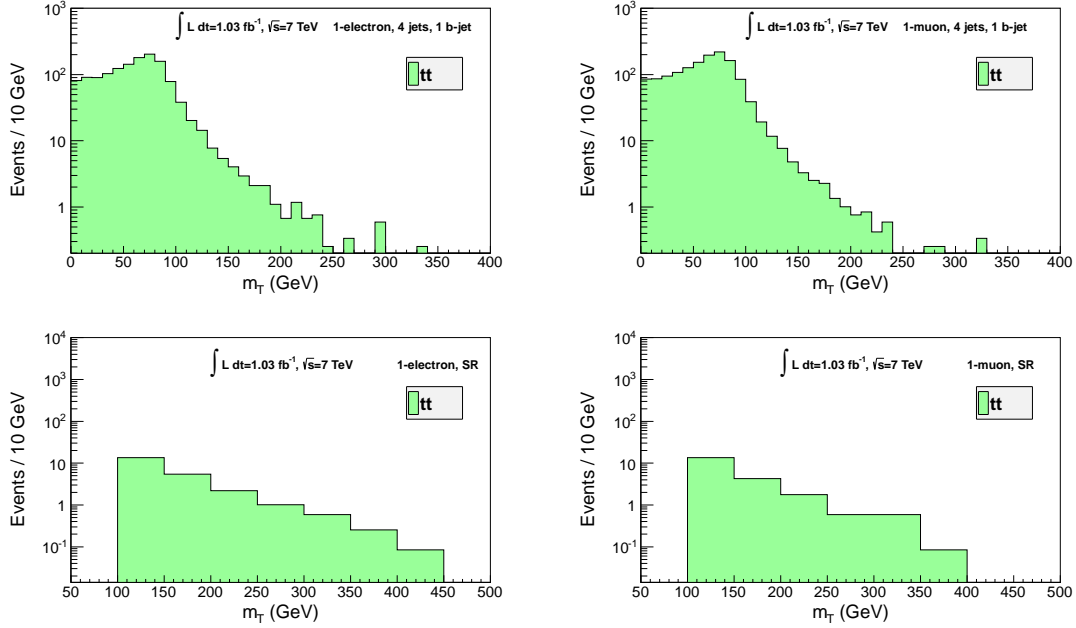 ∫ L dt=1.03 fb⁻¹, √s=7 TeV 1-electron, 4 jets, 1 b-jet
tt
Events / 10 GeV
10³
10²
10
1
0 50 100 150 200 250 300 350 400
m_T (GeV)
∫ L dt=1.03 fb⁻¹, √s=7 TeV 1-muon, 4 jets, 1 b-jet
tt
Events / 10 GeV
10³
10²
10
1
0 50 100 150 200 250 300 350 400
m_T (GeV)
∫ L dt=1.03 fb⁻¹, √s=7 TeV 1-electron, SR
tt
Events / 10 GeV
10⁴
10³
10²
10
1
10⁻¹
50 100 150 200 250 300 350 400 450 500
m_T (GeV)
∫ L dt=1.03 fb⁻¹, √s=7 TeV 1-muon, SR
tt
Events / 10 GeV
10⁴
10³
10²
10
1
10⁻¹
50 100 150 200 250 300 350 400 450 500
m_T (GeV)